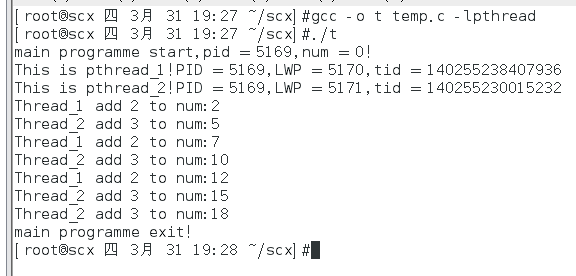 [root@scx 四 3月 31 19:27 ~/scx]#gcc -o t temp.c -lpthread
[root@scx 四 3月 31 19:27 ~/scx]#./t
main programme start,pid = 5169,num = 0!
This is pthread_1!PID = 5169,LWP = 5170,tid = 140255238407936
This is pthread_2!PID = 5169,LWP = 5171,tid = 140255230015232
Thread_1 add 2 to num:2
Thread_2 add 3 to num:5
Thread_1 add 2 to num:7
Thread_2 add 3 to num:10
Thread_1 add 2 to num:12
Thread_2 add 3 to num:15
Thread_2 add 3 to num:18
main programme exit!
[root@scx 四 3月 31 19:28 ~/scx]#